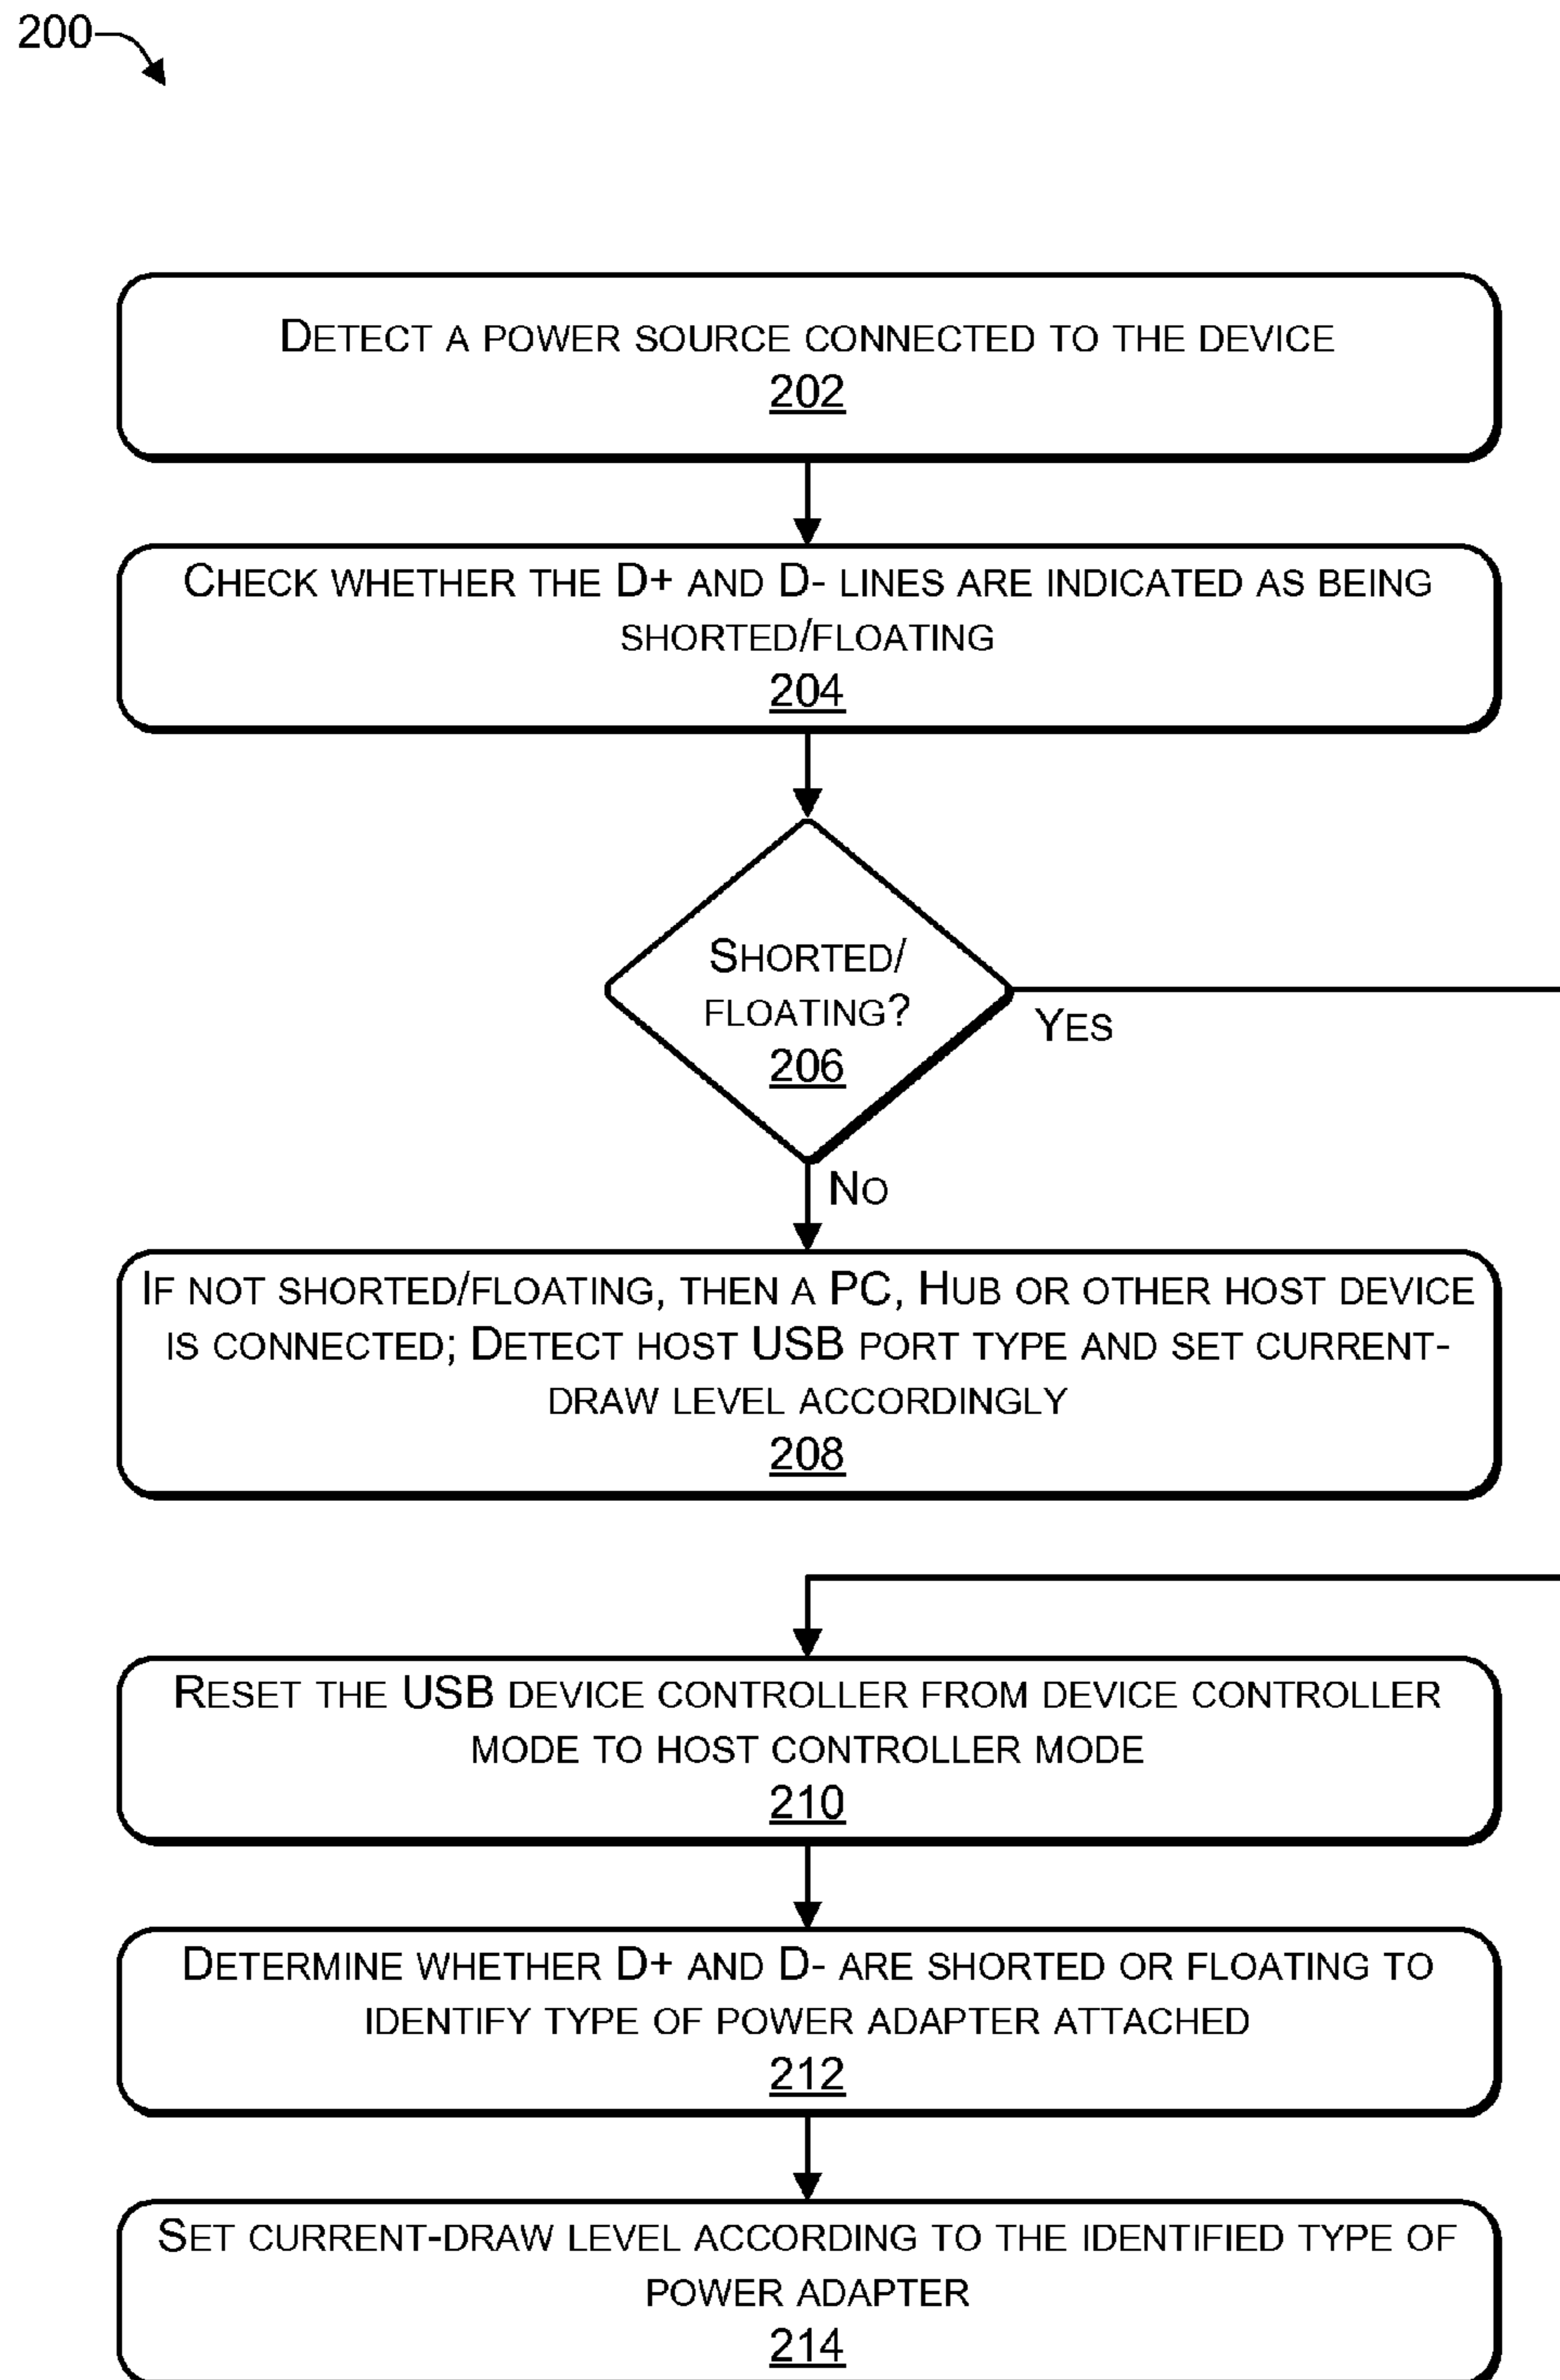 200
Detect a power source connected to the device
202
Check whether the D+ and D- lines are indicated as being
shorted/floating
204
Shorted/
floating?
206
Yes
No
If not shorted/floating, then a PC, Hub or other host device
is connected; Detect host USB port type and set current-
draw level accordingly
208
Reset the USB device controller from device controller
mode to host controller mode
210
Determine whether D+ and D- are shorted or floating to
identify type of power adapter attached
212
Set current-draw level according to the identified type of
power adapter
214